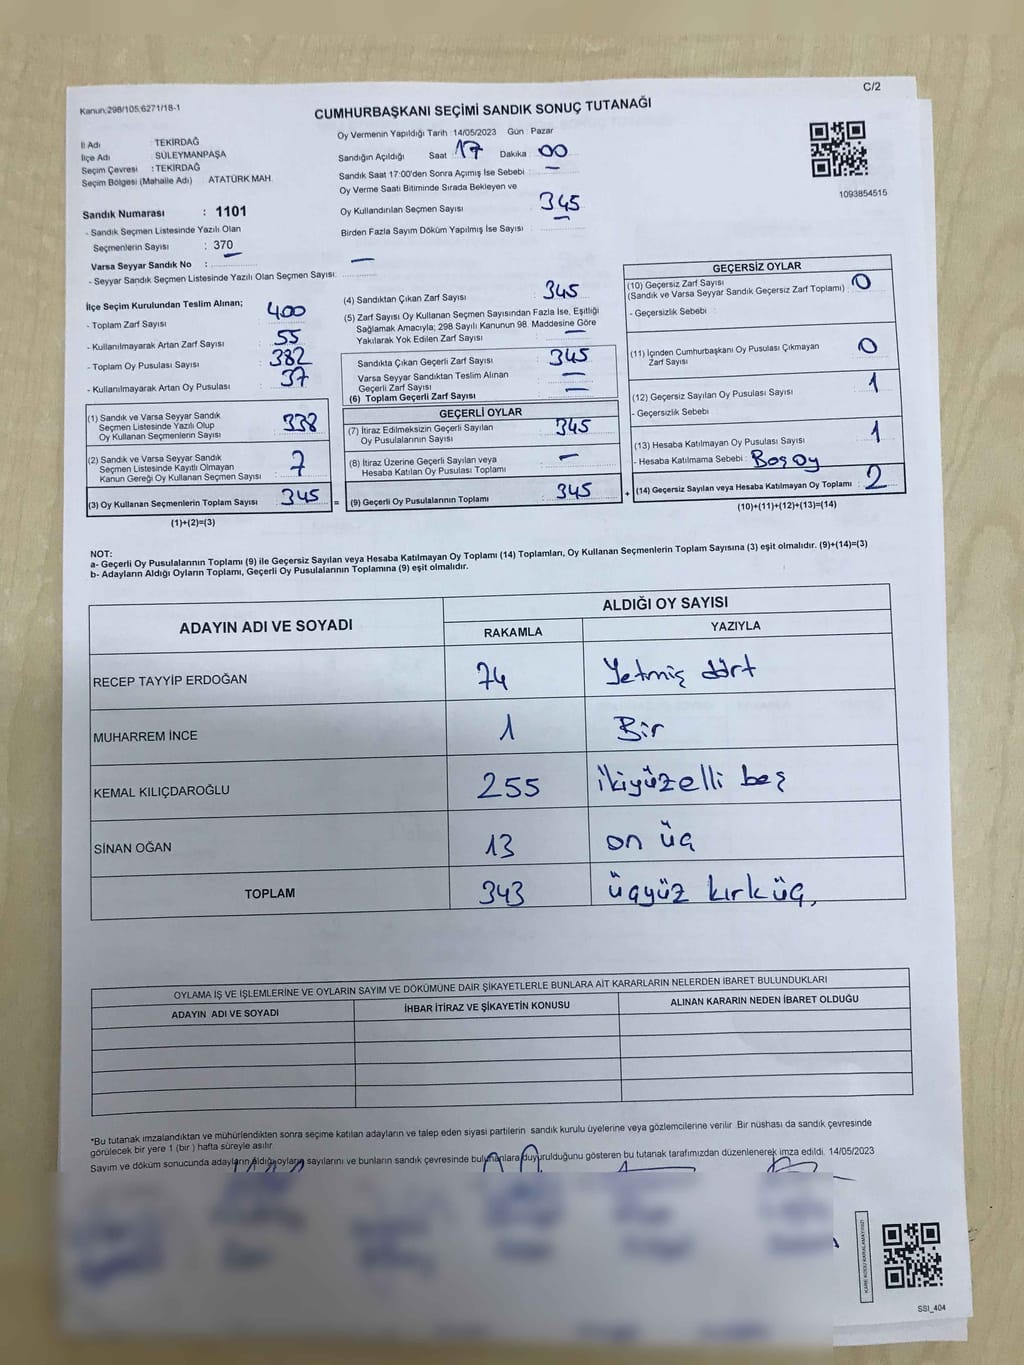 C/2
Kanun:298/105,6271/18-1
CUMHURBAŞKANI SEÇİMİ SANDIK SONUÇ TUTANAĞI
İl Adı : TEKİRDAĞ
İlçe Adı : SÜLEYMANPAŞA
Seçim Çevresi : TEKİRDAĞ
Seçim Bölgesi (Mahalle Adı) : ATATÜRK MAH.
Sandık Numarası : 1101
- Sandık Seçmen Listesinde Yazılı Olan
Seçmenlerin Sayısı : 370
Varsa Seyyar Sandık No : —
- Seyyar Sandık Seçmen Listesinde Yazılı Olan Seçmen Sayısı:
Oy Vermenin Yapıldığı Tarih : 14/05/2023 Gün : Pazar
Sandığın Açıldığı Saat 17 Dakika 00
Sandık Saat 17:00'den Sonra Açımış İse Sebebi : —
Oy Verme Saati Bitiminde Sırada Bekleyen ve
Oy Kullandırılan Seçmen Sayısı 345
Birden Fazla Sayım Döküm Yapılmış İse Sayısı : —
1093854515
İlçe Seçim Kurulundan Teslim Alınan;
- Toplam Zarf Sayısı : 400
- Kullanılmayarak Artan Zarf Sayısı : 55
- Toplam Oy Pusulası Sayısı : 382
- Kullanılmayarak Artan Oy Pusulası : 37
(1) Sandık ve Varsa Seyyar Sandık
Seçmen Listesinde Yazılı Olup
Oy Kullanan Seçmenlerin Sayısı : 338
(2) Sandık ve Varsa Seyyar Sandık
Seçmen Listesinde Kayıtlı Olmayan
Kanun Gereği Oy Kullanan Seçmen Sayısı : 7
(3) Oy Kullanan Seçmenlerin Toplam Sayısı : 345 =
(1)+(2)=(3)
(4) Sandıktan Çıkan Zarf Sayısı : 345
(5) Zarf Sayısı Oy Kullanan Seçmen Sayısından Fazla İse, Eşitliği
Sağlamak Amacıyla; 298 Sayılı Kanunun 98. Maddesine Göre
Yakılarak Yok Edilen Zarf Sayısı : —
Sandıkta Çıkan Geçerli Zarf Sayısı : 345
Varsa Seyyar Sandıktan Teslim Alınan
Geçerli Zarf Sayısı : —
(6) Toplam Geçerli Zarf Sayısı : —
GEÇERLİ OYLAR
(7) İtiraz Edilmeksizin Geçerli Sayılan
Oy Pusulalarının Sayısı : 345
(8) İtiraz Üzerine Geçerli Sayılan veya
Hesaba Katılan Oy Pusulası Toplamı : —
(9) Geçerli Oy Pusulalarının Toplamı : 345 +
GEÇERSİZ OYLAR
(10) Geçersiz Zarf Sayısı
(Sandık ve Varsa Seyyar Sandık Geçersiz Zarf Toplamı) : 0
- Geçersizlik Sebebi :
(11) İçinden Cumhurbaşkanı Oy Pusulası Çıkmayan
Zarf Sayısı : 0
(12) Geçersiz Sayılan Oy Pusulası Sayısı : 1
- Geçersizlik Sebebi :
(13) Hesaba Katılmayan Oy Pusulası Sayısı : 1
- Hesaba Katılmama Sebebi : Boş oy
(14) Geçersiz Sayılan veya Hesaba Katılmayan Oy Toplamı : 2
(10)+(11)+(12)+(13)=(14)
NOT:
a- Geçerli Oy Pusulalarının Toplamı (9) ile Geçersiz Sayılan veya Hesaba Katılmayan Oy Toplamı (14) Toplamları, Oy Kullanan Seçmenlerin Toplam Sayısına (3) eşit olmalıdır. (9)+(14)=(3)
b- Adayların Aldığı Oyların Toplamı, Geçerli Oy Pusulalarının Toplamına (9) eşit olmalıdır.
ADAYIN ADI VE SOYADI ALDIĞI OY SAYISI
RAKAMLA YAZIYLA
RECEP TAYYİP ERDOĞAN 74 Yetmiş dört
MUHARREM İNCE 1 Bir
KEMAL KILIÇDAROĞLU 255 ikiyüzelli beş
SİNAN OĞAN 13 on üç
TOPLAM 343 üçyüz kırküç,
OYLAMA İŞ VE İŞLEMLERİNE VE OYLARIN SAYIM VE DÖKÜMÜNE DAİR ŞİKAYETLERLE BUNLARA AİT KARARLARIN NELERDEN İBARET BULUNDUKLARI
ADAYIN ADI VE SOYADI İHBAR İTİRAZ VE ŞİKAYETİN KONUSU ALINAN KARARIN NEDEN İBARET OLDUĞU
*Bu tutanak imzalandıktan ve mühürlendikten sonra seçime katılan adayların ve talep eden siyasi partilerin sandık kurulu üyelerine veya gözlemcilerine verilir Bir nüshası da sandık çevresinde
görülecek bir yere 1 (bir ) hafta süreyle asılır
Sayım ve döküm sonucunda adayların aldığı oyların sayılarını ve bunların sandık çevresinde bulunanlara duyurulduğunu gösteren bu tutanak tarafımızdan düzenlenerek imza edildi. 14/05/2023
KARE KODU KARALAMAYINIZ!
SSI_404